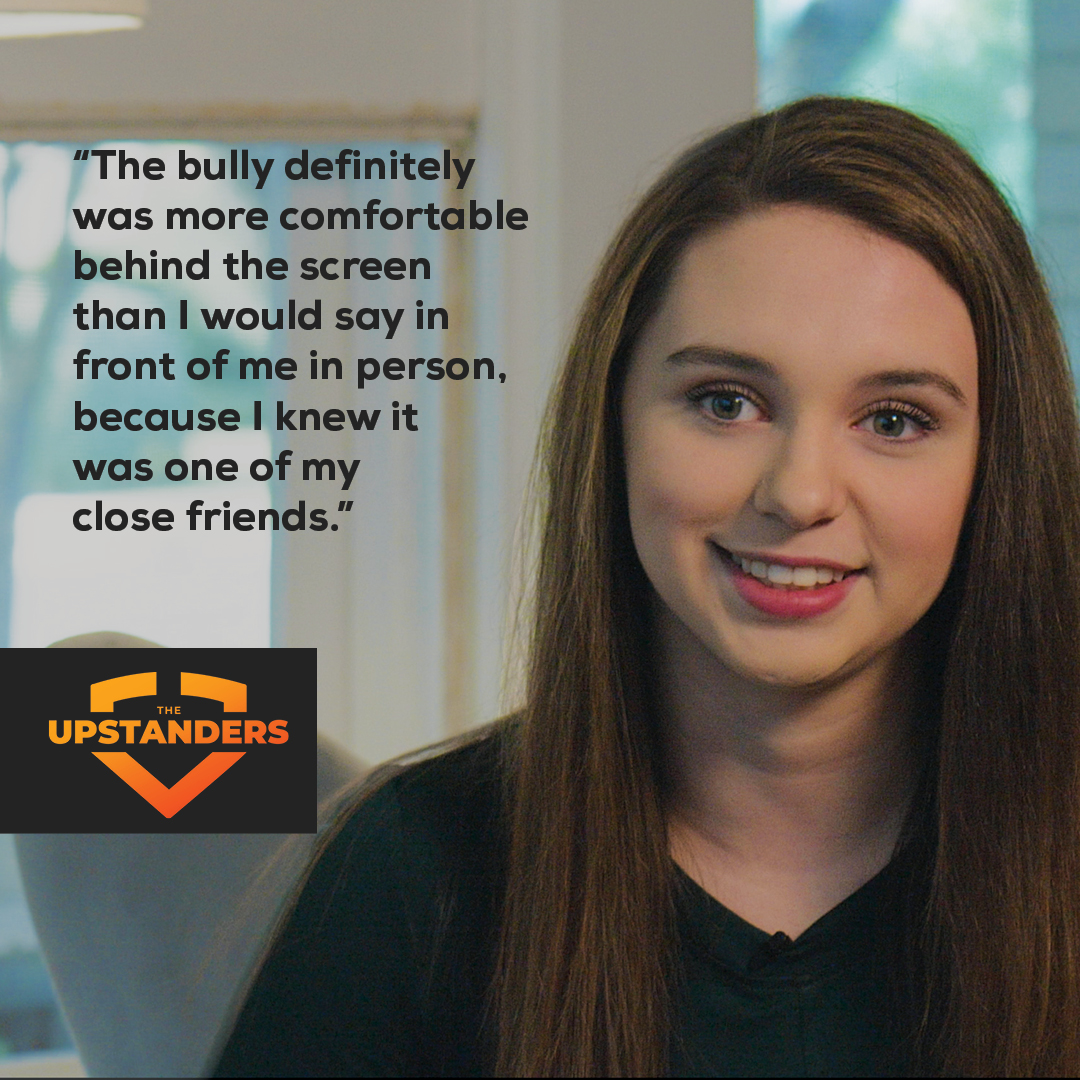 “The bully definitely
was more comfortable
behind the screen
than I would say in
front of me in person,
because I knew it
was one of my
close friends.”
THE
UPSTANDERS